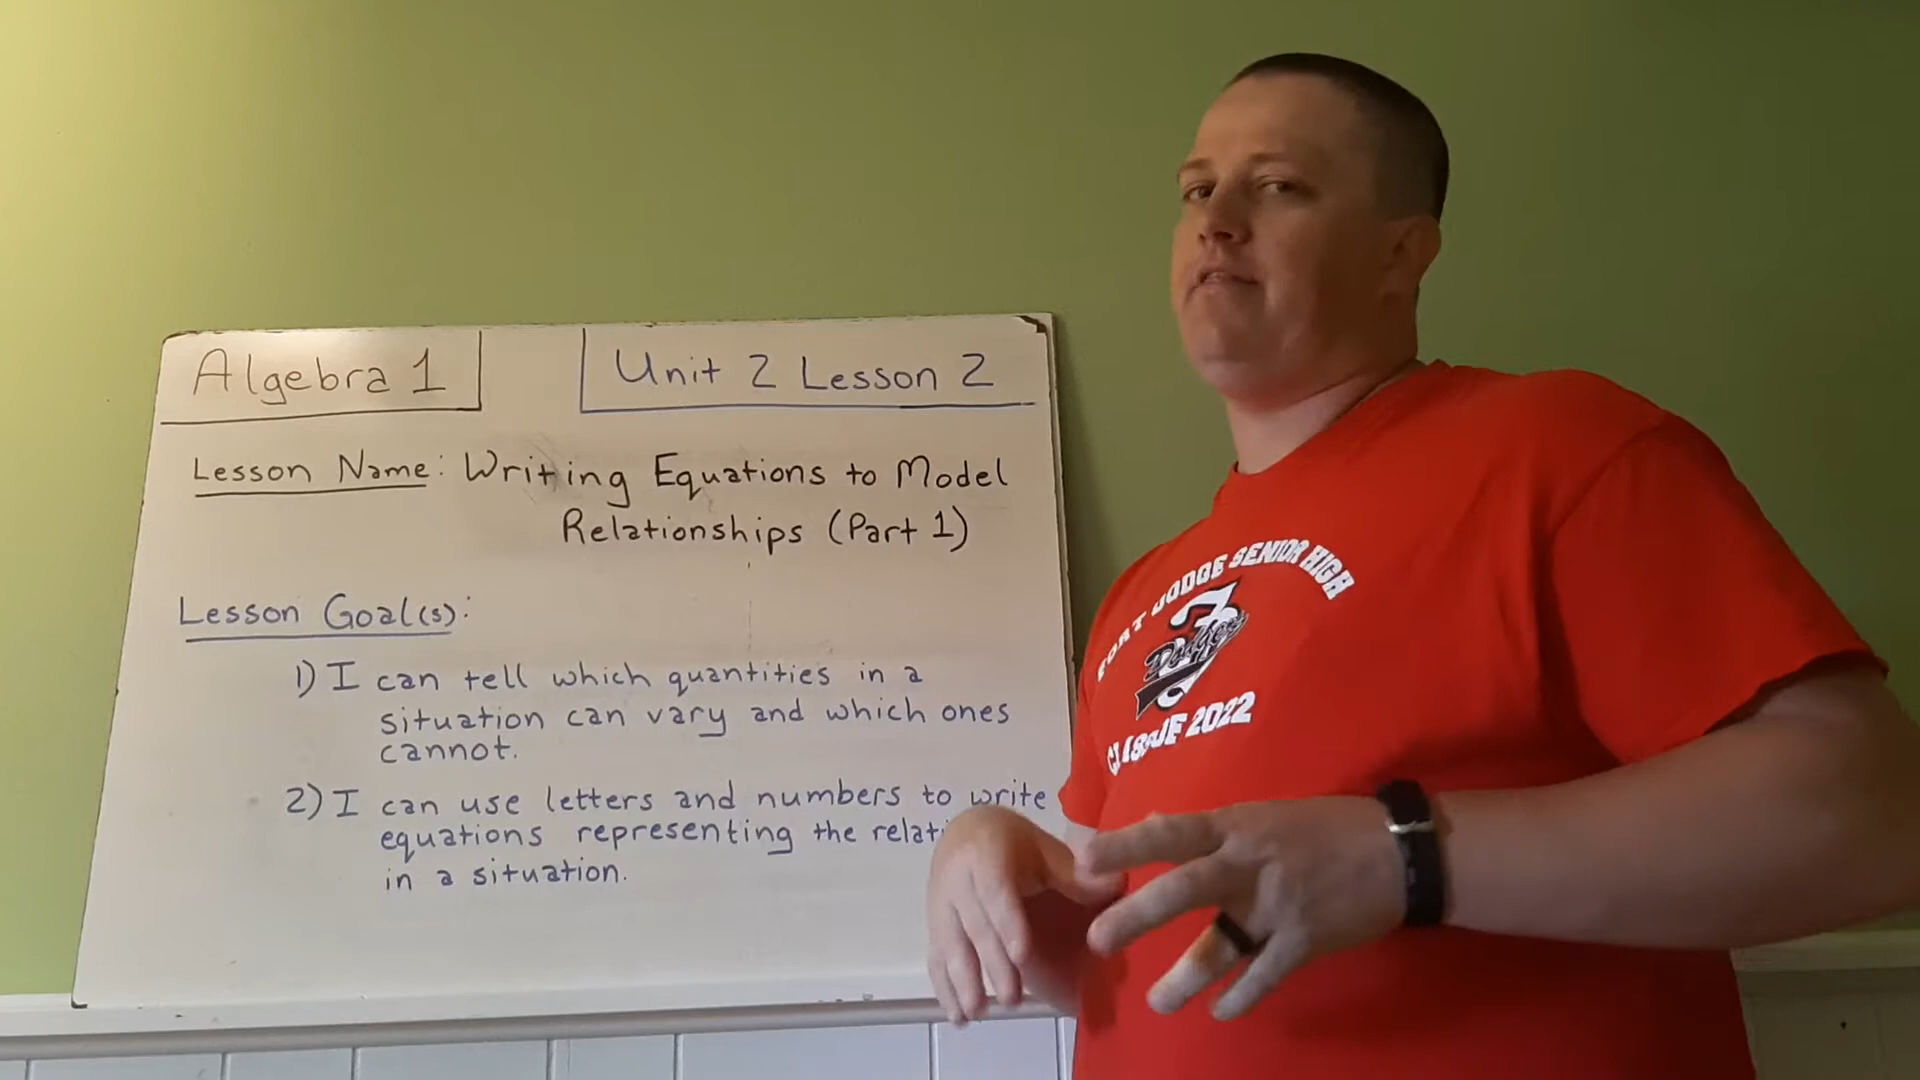 Algebra 1
Unit 2 Lesson 2
Lesson Name: Writing Equations to Model
Relationships (Part 1)
Lesson Goal(s):
1) I can tell which quantities in a
situation can vary and which ones
cannot.
2) I can use letters and numbers to write
equations representing the
in a situation.
FORT DODGE SENIOR HIGH
Dodgers
CLASS OF 2022